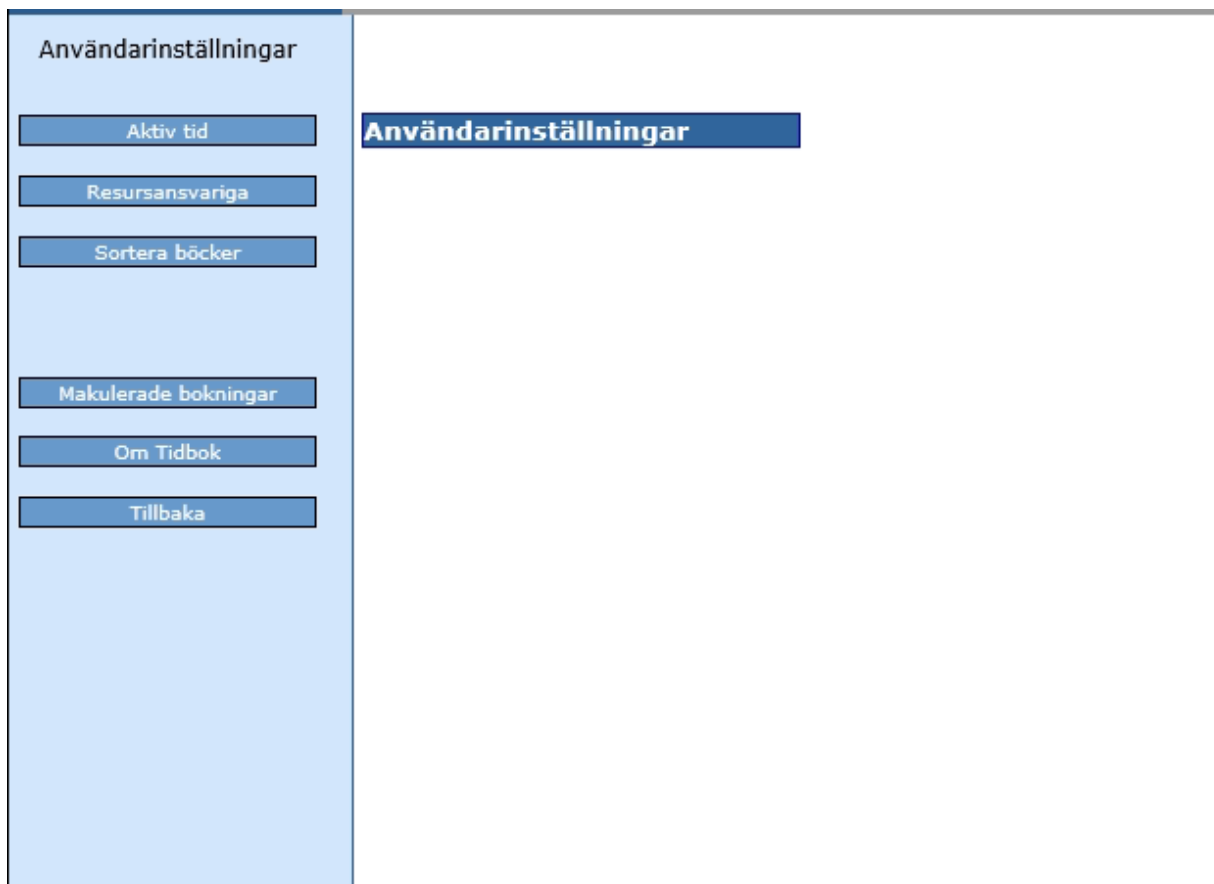 Användarinställningar
Aktiv tid
Användarinställningar
Resursansvariga
Sortera böcker
Makulerade bokningar
Om Tidbok
Tillbaka